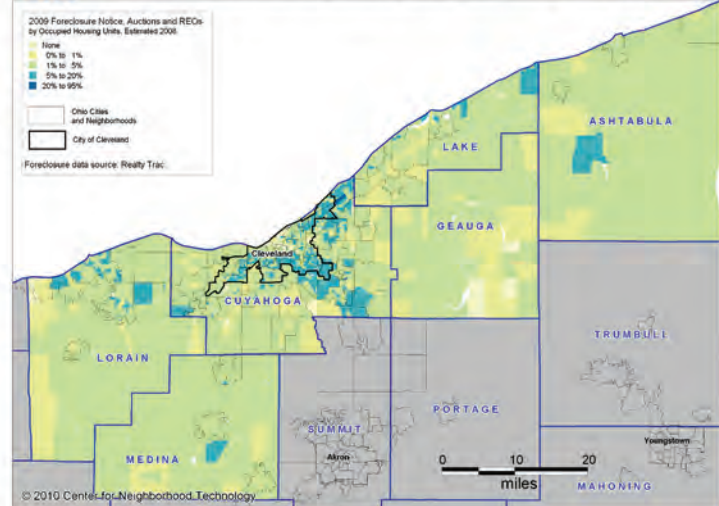 2009 Foreclosure Notice, Auctions and REOs
by Occupied Housing Units, Estimated 2008
None
0% to 1%
1% to 5%
5% to 20%
20% to 95%
Ohio Cities
and Neighborhoods
City of Cleveland
Foreclosure data source: Realty Trac
ASHTABULA
LAKE
GEAUGA
Cleveland
CUYAHOGA
TRUMBULL
LORAIN
PORTAGE
SUMMIT
Youngstown
MEDINA
Akron
0 10 20
miles
MAHONING
© 2010 Center for Neighborhood Technology